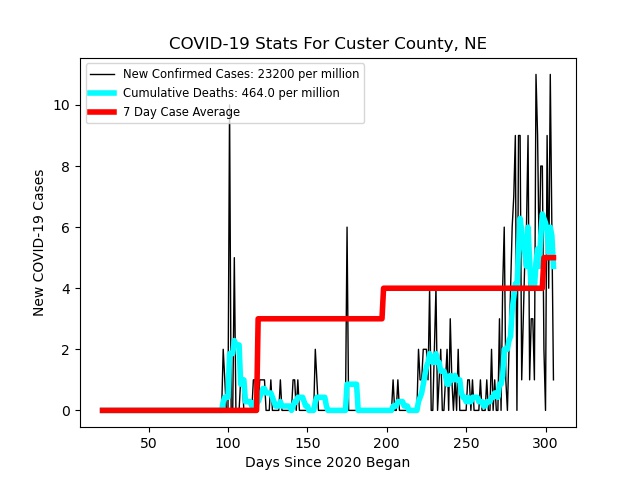 COVID-19 Stats For Custer County, NE
New Confirmed Cases: 23200 per million
Cumulative Deaths: 464.0 per million
7 Day Case Average
10
8
6
4
2
0
New COVID-19 Cases
50 100 150 200 250 300
Days Since 2020 Began